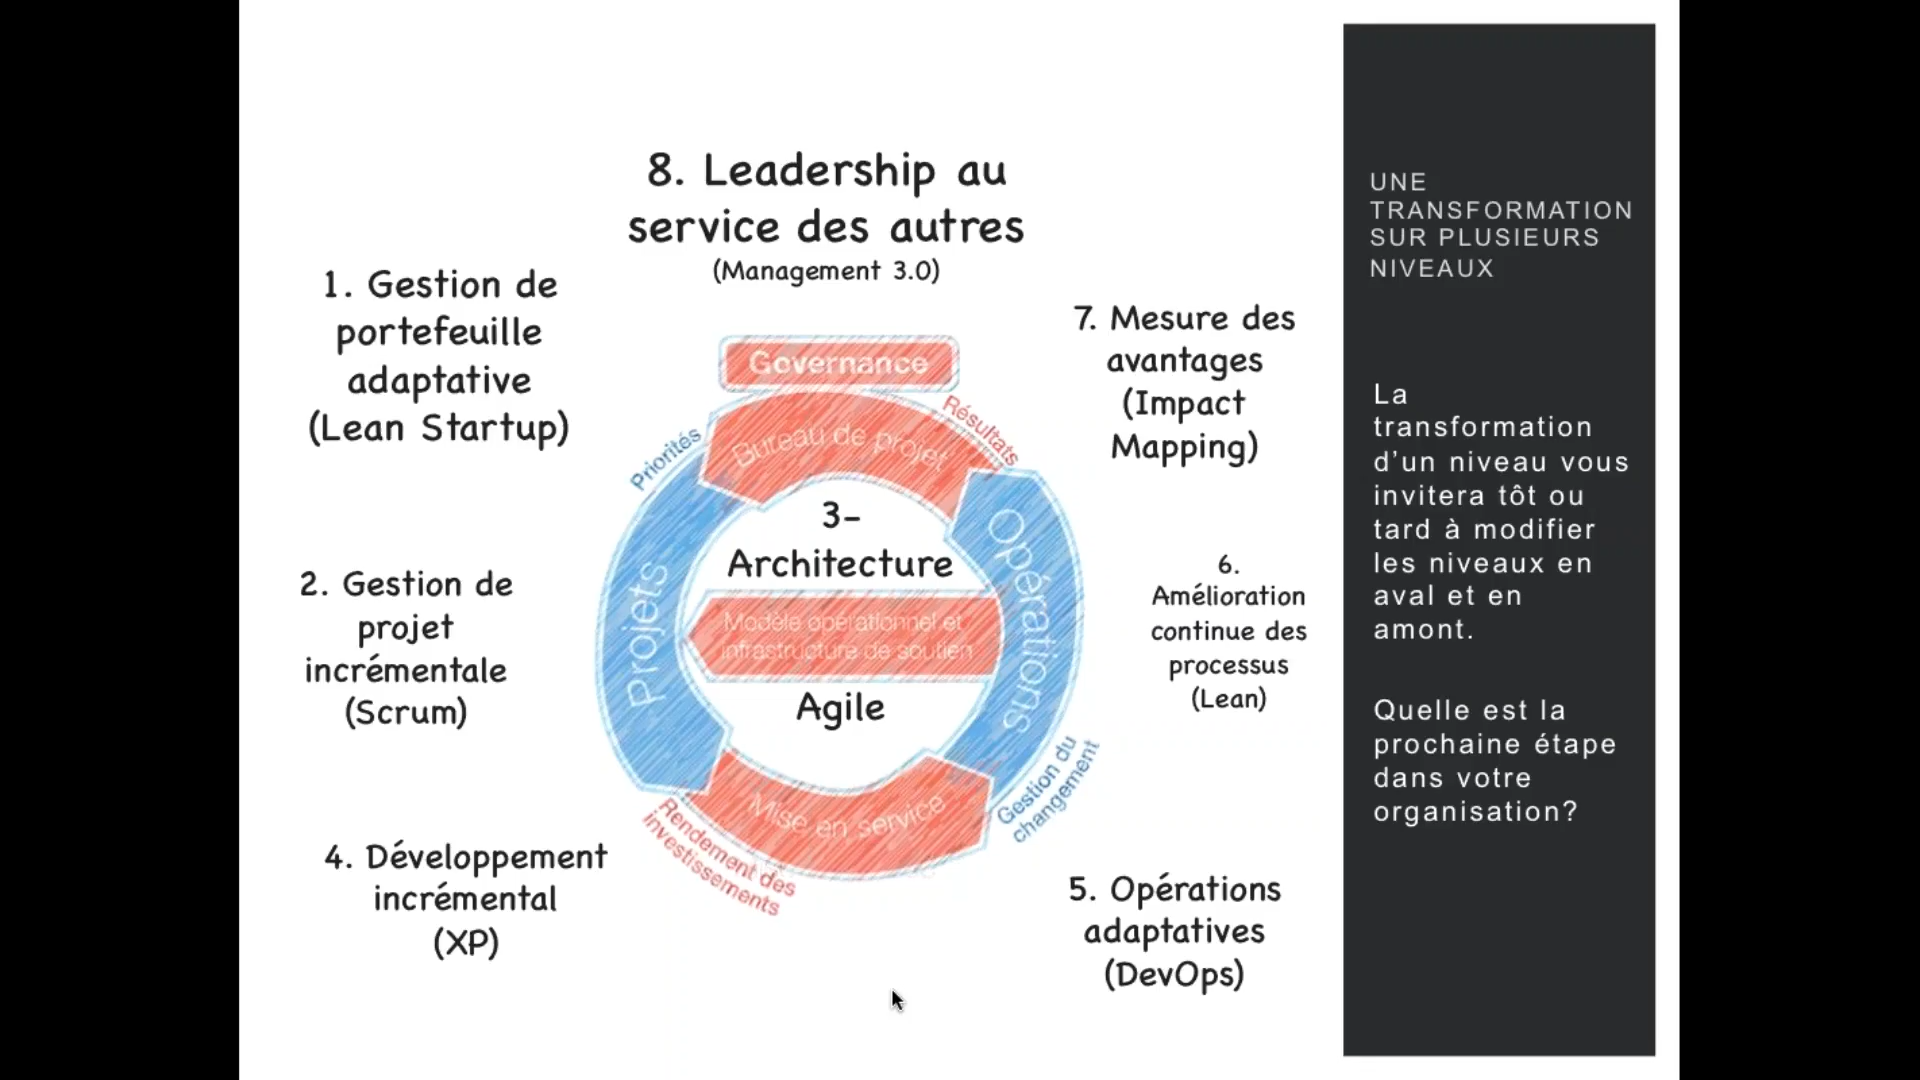 8. Leadership au
service des autres
(Management 3.0)
1. Gestion de
portefeuille
adaptative
(Lean Startup)
7. Mesure des
avantages
(Impact
Mapping)
Governance
Priorités
Bureau de projet
Résultats
3-
Architecture
Modèle opérationnel et
infrastructure de soutien
Agile
Projets
Opérations
2. Gestion de
projet
incrémentale
(Scrum)
6.
Amélioration
continue des
processus
(Lean)
Mise en service
Rendement des
investissements
Gestion du
changement
4. Développement
incrémental
(XP)
5. Opérations
adaptatives
(DevOps)
UNE
TRANSFORMATION
SUR PLUSIEURS
NIVEAUX
La
transformation
d’un niveau vous
invitera tôt ou
tard à modifier
les niveaux en
aval et en
amont.
Quelle est la
prochaine étape
dans votre
organisation?